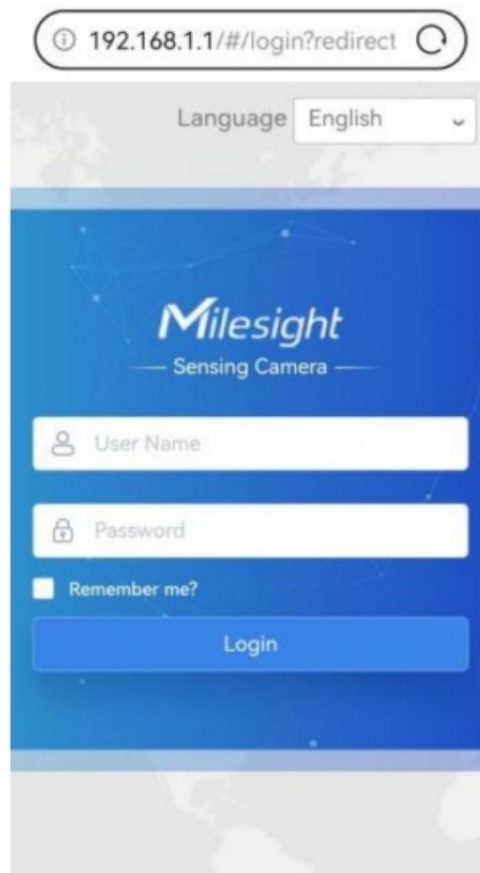 192.168.1.1/#/login?redirect
Language English
Milesight
Sensing Camera
User Name
Password
Remember me?
Login